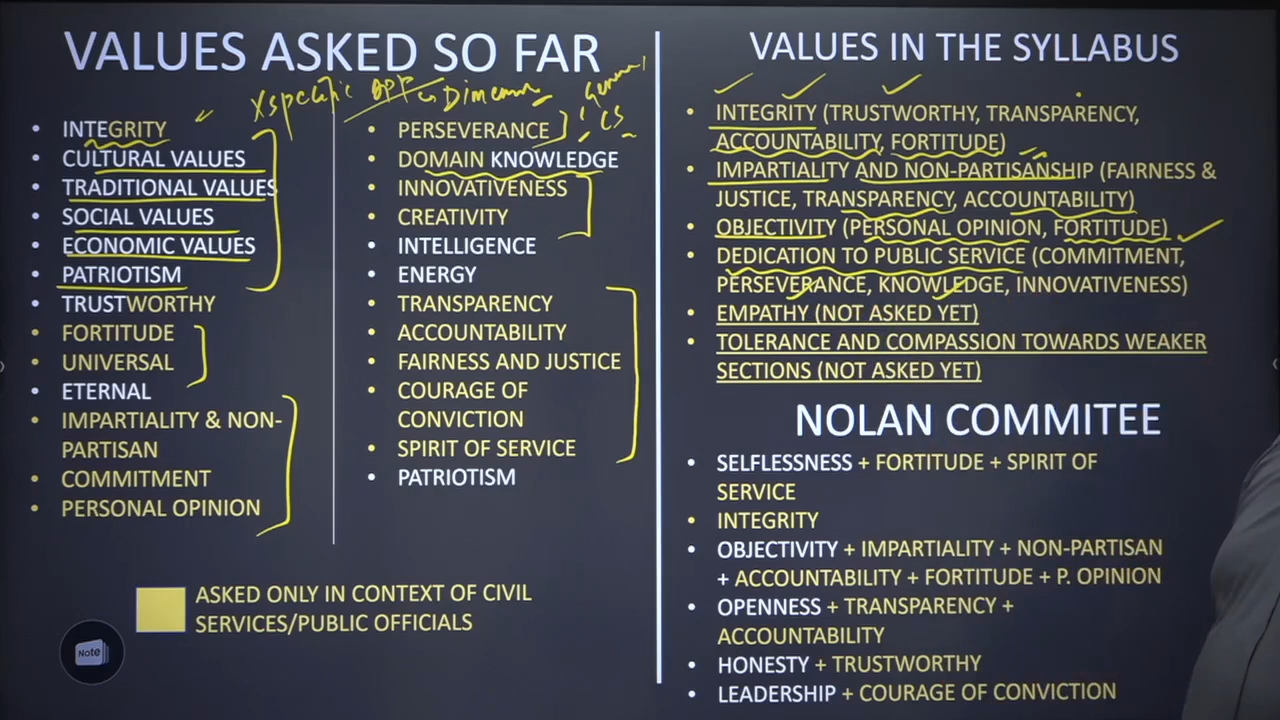 VALUES ASKED SO FAR
Dimension
General
CS
INTEGRITY
CULTURAL VALUES
TRADITIONAL VALUES
SOCIAL VALUES
ECONOMIC VALUES
PATRIOTISM
TRUSTWORTHY
FORTITUDE
UNIVERSAL
ETERNAL
IMPARTIALITY & NON-
PARTISAN
COMMITMENT
PERSONAL OPINION
PERSEVERANCE
DOMAIN KNOWLEDGE
INNOVATIVENESS
CREATIVITY
INTELLIGENCE
ENERGY
TRANSPARENCY
ACCOUNTABILITY
FAIRNESS AND JUSTICE
COURAGE OF
CONVICTION
SPIRIT OF SERVICE
PATRIOTISM
ASKED ONLY IN CONTEXT OF CIVIL
SERVICES/PUBLIC OFFICIALS
Note
VALUES IN THE SYLLABUS
INTEGRITY (TRUSTWORTHY, TRANSPARENCY,
ACCOUNTABILITY, FORTITUDE)
IMPARTIALITY AND NON-PARTISANSHIP (FAIRNESS &
JUSTICE, TRANSPARENCY, ACCOUNTABILITY)
OBJECTIVITY (PERSONAL OPINION, FORTITUDE)
DEDICATION TO PUBLIC SERVICE (COMMITMENT,
PERSEVERANCE, KNOWLEDGE, INNOVATIVENESS)
EMPATHY (NOT ASKED YET)
TOLERANCE AND COMPASSION TOWARDS WEAKER
SECTIONS (NOT ASKED YET)
NOLAN COMMITEE
SELFLESSNESS + FORTITUDE + SPIRIT OF
SERVICE
INTEGRITY
OBJECTIVITY + IMPARTIALITY + NON-PARTISAN
+ ACCOUNTABILITY + FORTITUDE + P. OPINION
OPENNESS + TRANSPARENCY +
ACCOUNTABILITY
HONESTY + TRUSTWORTHY
LEADERSHIP + COURAGE OF CONVICTION